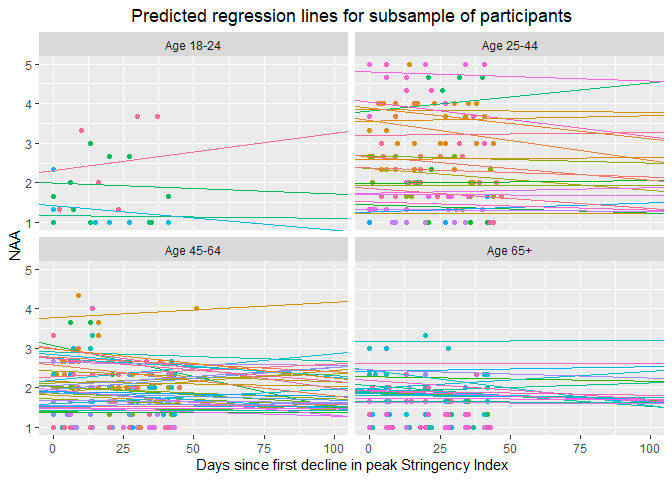 Predicted regression lines for subsample of participants
Age 18-24
Age 25-44
5
4
3
2
1
NAA
Age 45-64
Age 65+
5
4
3
2
1
0
25
50
75
100
0
25
50
75
100
Days since first decline in peak Stringency Index